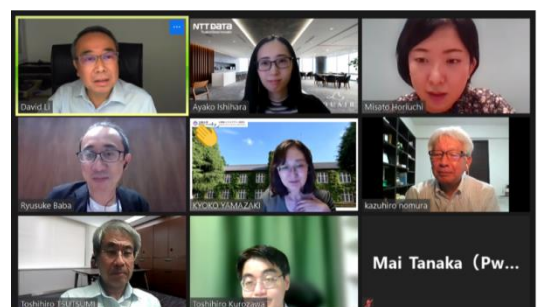 NTT DATA
David Li
Ayako Ishihara
Misato Horiuchi
Ryusuke Baba
KYOKO YAMAZAKI
kazuhiro nomura
Toshihiro TSUTSUMI
Toshihiro Kurozawa
Mai Tanaka（Pw...